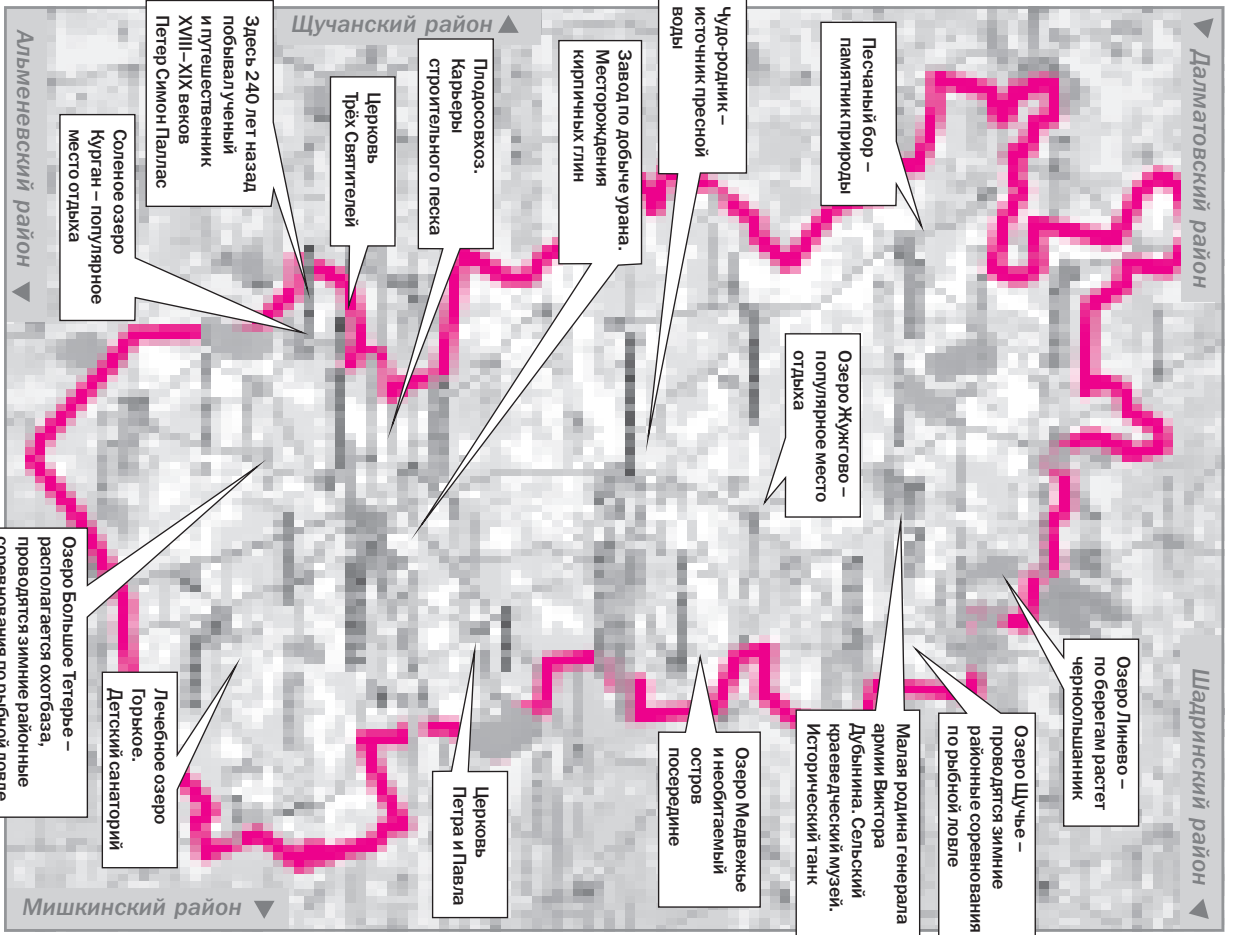 ▲ Далматовский район
Шадринский район ▲
Озеро Линево –
по берегам растет
черноольшанник
Озеро Щучье –
проводятся зимние
районные соревнования
по рыбной ловле
Песчаный бор –
памятник природы
Малая родина генерала
армии Виктора
Дубынина. Сельский
краеведческий музей.
Исторический танк
Озеро Жужгово –
популярное место
отдыха
Чудо-родник –
источник пресной
воды
Озеро Медвежье
и необитаемый
остров
посередине
Завод по добыче урана.
Месторождения
кирпичных глин
Щучанский район ▲
Плодосовхоз.
Карьеры
строительного песка
Церковь
Петра и Павла
Церковь
Трёх Святителей
Здесь 240 лет назад
побывал ученый
и путешественник
XVIII–XIX веков
Петер Симон Паллас
Соленое озеро
Курган – популярное
место отдыха
Лечебное озеро
Горькое.
Детский санаторий
Озеро Большое Тетерье –
располагается охотбаза,
проводятся зимние районные
соревнования по рыбной ловле
Альменевский район ▼
Мишкинский район ▼